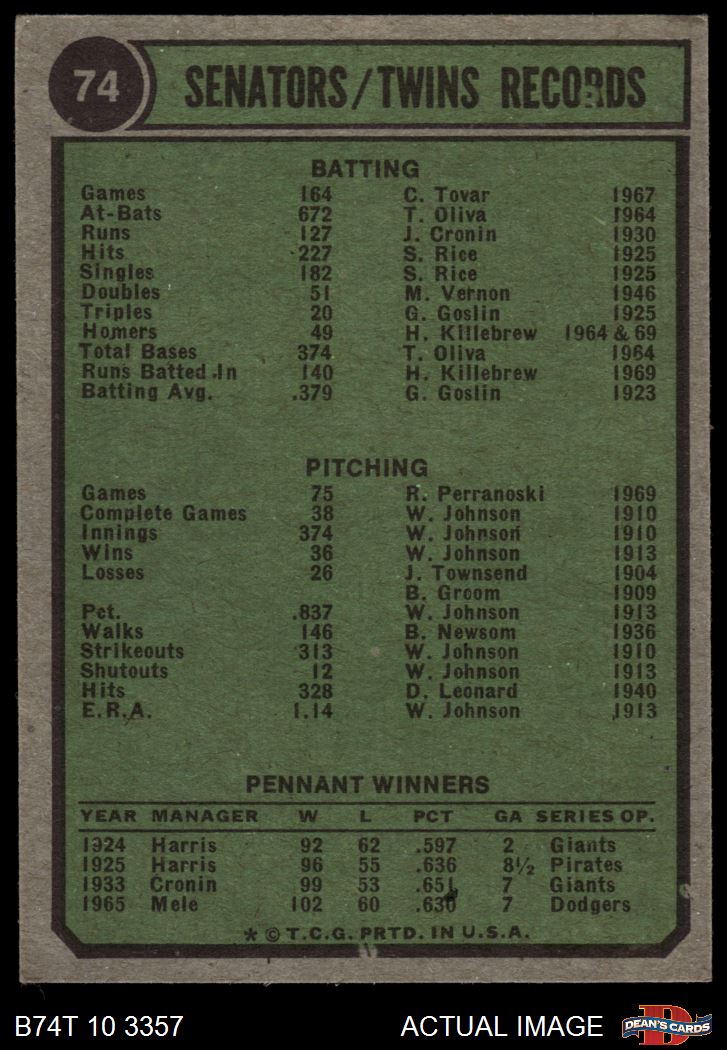 74
SENATORS/TWINS RECORDS
BATTING
Games 164 C. Tovar 1967
At-Bats 672 T. Oliva 1964
Runs 127 J. Cronin 1930
Hits 227 S. Rice 1925
Singles 182 S. Rice 1925
Doubles 51 M. Vernon 1946
Triples 20 G. Goslin 1925
Homers 49 H. Killebrew 1964 & 69
Total Bases 374 T. Oliva 1964
Runs Batted In 140 H. Killebrew 1969
Batting Avg. .379 G. Goslin 1923
PITCHING
Games 75 R. Perranoski 1969
Complete Games 38 W. Johnson 1910
Innings 374 W. Johnson 1910
Wins 36 W. Johnson 1913
Losses 26 J. Townsend 1904
B. Groom 1909
Pct. .837 W. Johnson 1913
Walks 146 B. Newsom 1936
Strikeouts 313 W. Johnson 1910
Shutouts 12 W. Johnson 1913
Hits 328 D. Leonard 1940
E.R.A. 1.14 W. Johnson 1913
PENNANT WINNERS
YEAR MANAGER W L PCT GA SERIES OP.
1924 Harris 92 62 .597 2 Giants
1925 Harris 96 55 .636 8½ Pirates
1933 Cronin 99 53 .651 7 Giants
1965 Mele 102 60 .630 7 Dodgers
* © T.C.G. PRTD. IN U.S.A.
B74T 10 3357 ACTUAL IMAGE D DEAN'S CARDS